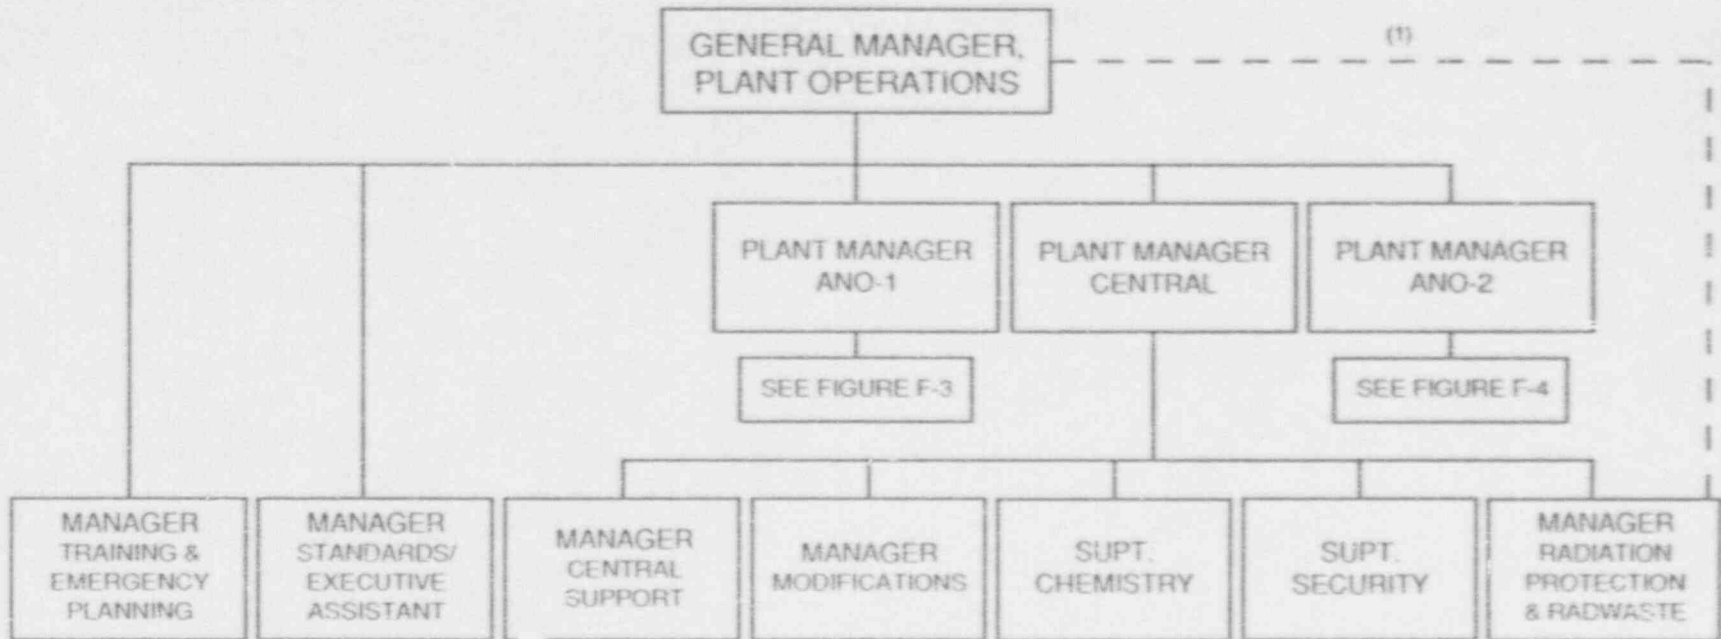 GENERAL MANAGER,
PLANT OPERATIONS
(1)
PLANT MANAGER
ANO-1
PLANT MANAGER
CENTRAL
PLANT MANAGER
ANO-2
SEE FIGURE F-3
SEE FIGURE F-4
MANAGER
TRAINING &
EMERGENCY
PLANNING
MANAGER
STANDARDS/
EXECUTIVE
ASSISTANT
MANAGER
CENTRAL
SUPPORT
MANAGER
MODIFICATIONS
SUPT.
CHEMISTRY
SUPT.
SECURITY
MANAGER
RADIATION
PROTECTION
& RADWASTE